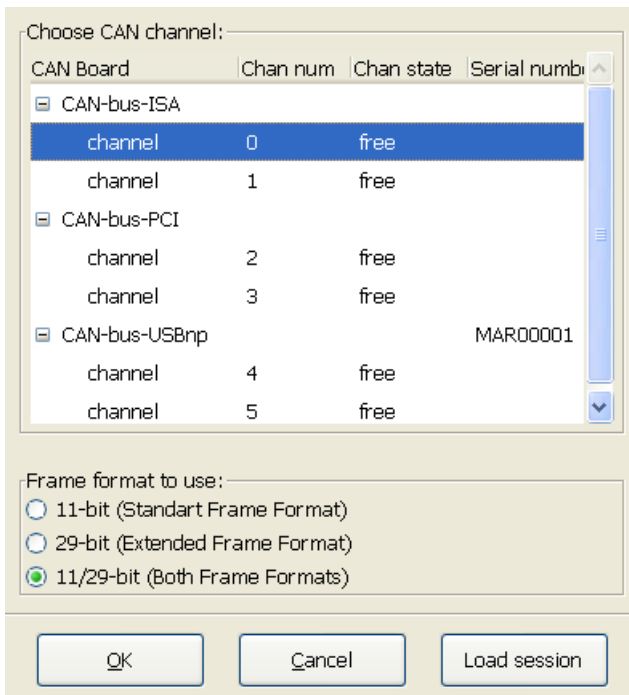 Choose CAN channel:
CAN Board Chan num Chan state Serial numb
CAN-bus-ISA
channel 0 free
channel 1 free
CAN-bus-PCI
channel 2 free
channel 3 free
CAN-bus-USBnp MAR00001
channel 4 free
channel 5 free
Frame format to use:
11-bit (Standart Frame Format)
29-bit (Extended Frame Format)
11/29-bit (Both Frame Formats)
OK Cancel Load session